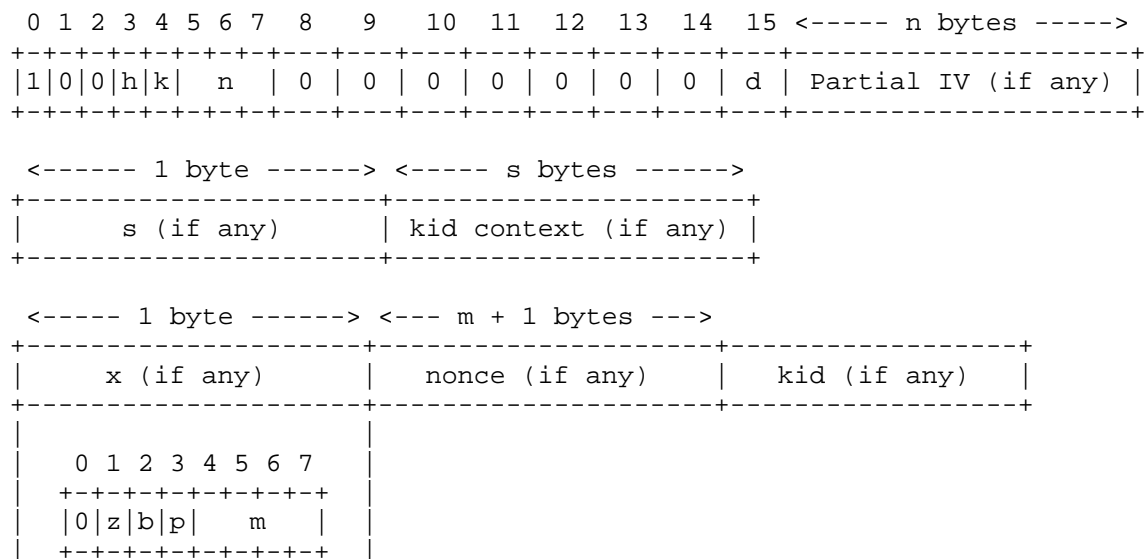 0 1 2 3 4 5 6 7   8   9   10  11  12  13  14  15 <----- n bytes ----->
+-+-+-+-+-+-+-+-+---+---+---+---+---+---+---+---+---------------------+
|1|0|0|h|k|  n  | 0 | 0 | 0 | 0 | 0 | 0 | 0 | d | Partial IV (if any) |
+-+-+-+-+-+-+-+-+---+---+---+---+---+---+---+---+---------------------+
 <------ 1 byte ------> <----- s bytes ------>
+----------------------+----------------------+
|      s (if any)      | kid context (if any) |
+----------------------+----------------------+
 <----- 1 byte ------> <--- m + 1 bytes --->
+---------------------+---------------------+------------------+
|     x (if any)      |   nonce (if any)    |   kid (if any)   |
+---------------------+---------------------+------------------+
|                     |
|   0 1 2 3 4 5 6 7   |
|  +-+-+-+-+-+-+-+-+  |
|  |0|z|b|p|   m   |  |
|  +-+-+-+-+-+-+-+-+  |